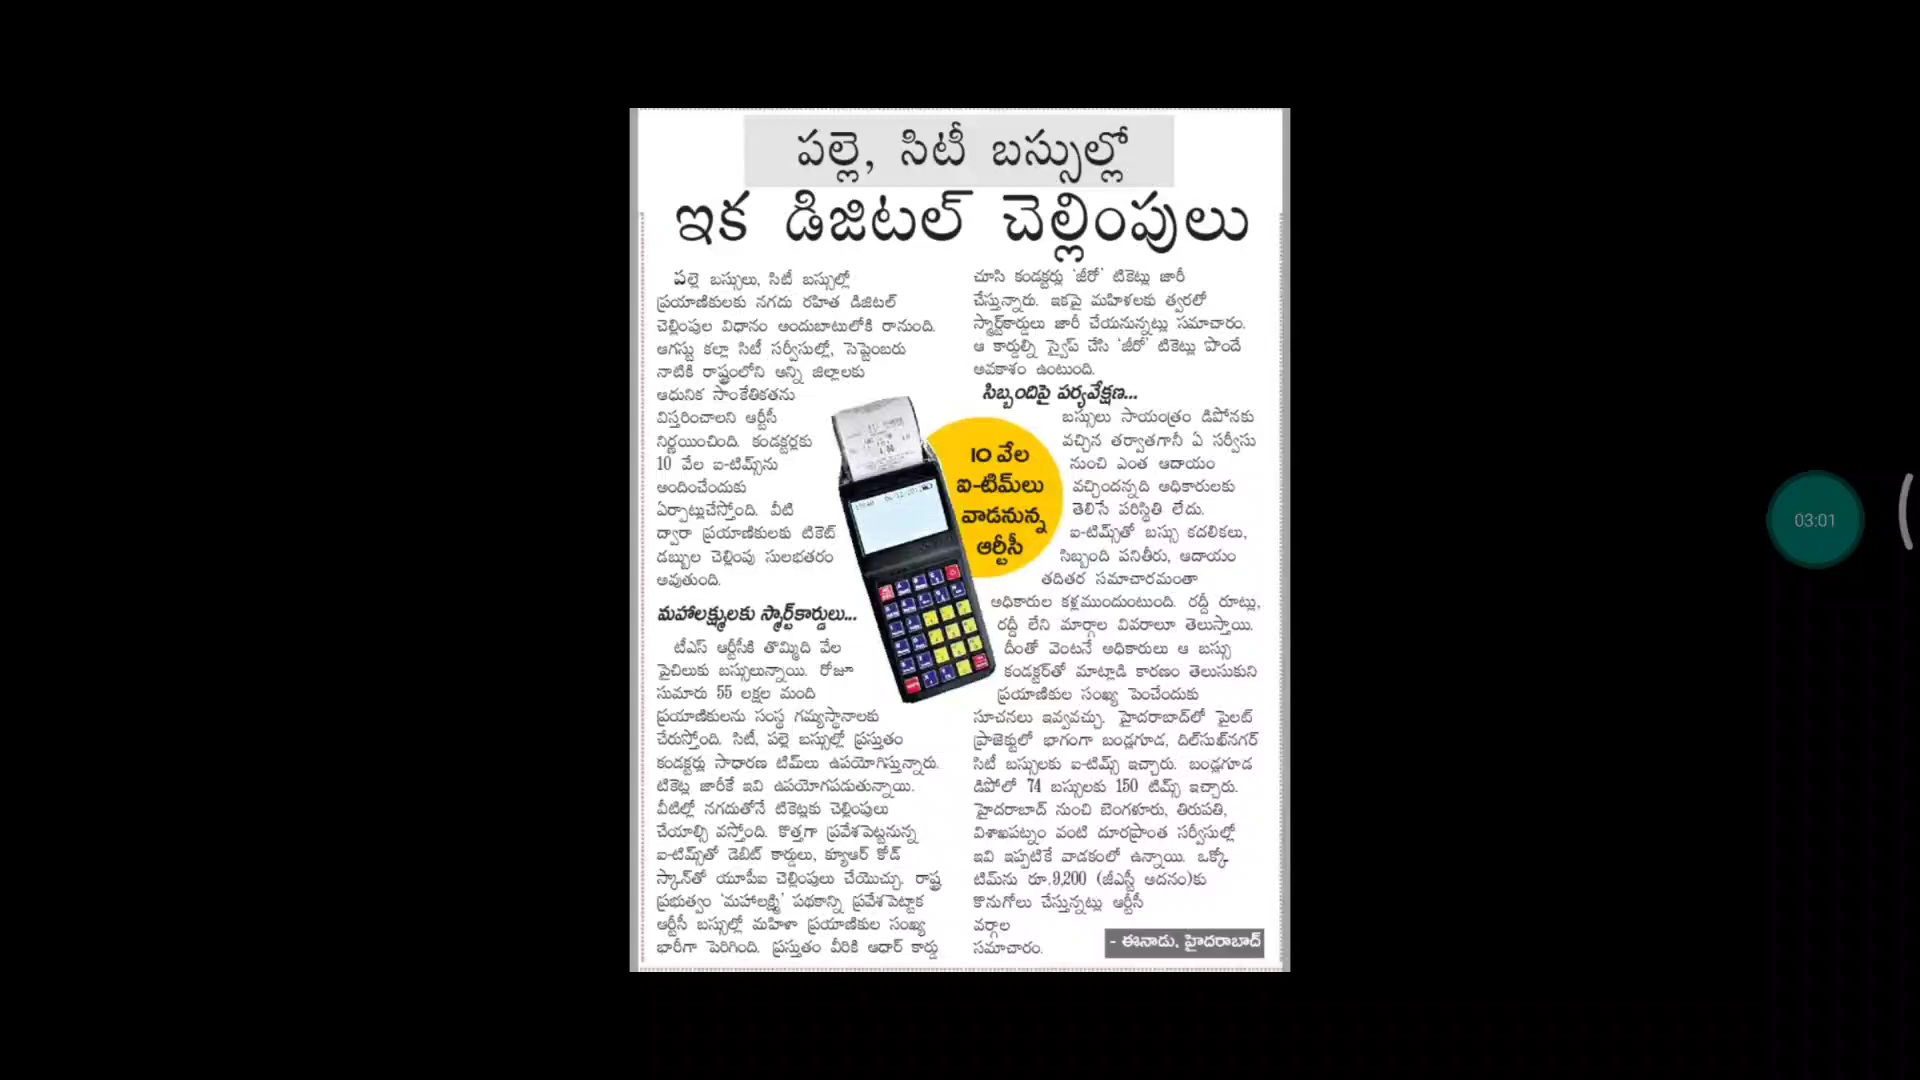 పల్లె, సిటీ బస్సుల్లో
ఇక డిజిటల్ చెల్లింపులు
పల్లె బస్సులు, సిటీ బస్సుల్లో
ప్రయాణికులకు నగదు రహిత డిజిటల్
చెల్లింపుల విధానం అందుబాటులోకి రానుంది.
ఆగస్టు కల్లా సిటీ సర్వీసుల్లో, సెప్టెంబరు
నాటికి రాష్ట్రంలోని అన్ని జిల్లాలకు
ఆధునిక సాంకేతికతను
విస్తరించాలని ఆర్టీసీ
నిర్ణయించింది. కండక్టర్లకు
10 వేల ఐ-టిమ్స్‌ను
అందించేందుకు
ఏర్పాట్లుచేస్తోంది. వీటి
ద్వారా ప్రయాణికులకు టికెట్
డబ్బుల చెల్లింపు సులభతరం
అవుతుంది.
మహాలక్ష్ములకు స్మార్ట్‌కార్డులు...
టీఎస్ ఆర్టీసీకి తొమ్మిది వేల
పైచిలుకు బస్సులున్నాయి. రోజూ
సుమారు 55 లక్షల మంది
ప్రయాణికులను సంస్థ గమ్యస్థానాలకు
చేరుస్తోంది. సిటీ, పల్లె బస్సుల్లో ప్రస్తుతం
కండక్టర్లు సాధారణ టిమ్‌లు ఉపయోగిస్తున్నారు.
టికెట్ల జారీకే ఇవి ఉపయోగపడుతున్నాయి.
వీటిల్లో నగదుతోనే టికెట్లకు చెల్లింపులు
చేయాల్సి వస్తోంది. కొత్తగా ప్రవేశపెట్టనున్న
ఐ-టిమ్స్‌తో డెబిట్ కార్డులు, క్యూఆర్ కోడ్
స్కాన్‌తో యూపీఐ చెల్లింపులు చేయొచ్చు. రాష్ట్ర
ప్రభుత్వం 'మహాలక్ష్మి' పథకాన్ని ప్రవేశపెట్టాక
ఆర్టీసీ బస్సుల్లో మహిళా ప్రయాణికుల సంఖ్య
భారీగా పెరిగింది. ప్రస్తుతం వీరికి ఆధార్ కార్డు
చూసి కండక్టర్లు 'జీరో' టికెట్లు జారీ
చేస్తున్నారు. ఇకపై మహిళలకు త్వరలో
స్మార్ట్‌కార్డులు జారీ చేయనున్నట్లు సమాచారం.
ఆ కార్డుల్ని స్వైప్ చేసి 'జీరో' టికెట్లు పొందే
అవకాశం ఉంటుంది.
సిబ్బందిపై పర్యవేక్షణ...
బస్సులు సాయంత్రం డిపోనకు
వచ్చిన తర్వాతగానీ ఏ సర్వీసు
నుంచి ఎంత ఆదాయం
వచ్చిందన్నది అధికారులకు
తెలిసే పరిస్థితి లేదు.
ఐ-టిమ్స్‌తో బస్సు కదలికలు,
సిబ్బంది పనితీరు, ఆదాయం
తదితర సమాచారమంతా
అధికారుల కళ్లముందుంటుంది. రద్దీ రూట్లు,
రద్దీ లేని మార్గాల వివరాలూ తెలుస్తాయి.
దీంతో వెంటనే అధికారులు ఆ బస్సు
కండక్టర్‌తో మాట్లాడి కారణం తెలుసుకుని
ప్రయాణికుల సంఖ్య పెంచేందుకు
సూచనలు ఇవ్వవచ్చు. హైదరాబాద్‌లో పైలట్
ప్రాజెక్టులో భాగంగా బండ్లగూడ, దిల్‌సుఖ్‌నగర్
సిటీ బస్సులకు ఐ-టిమ్స్ ఇచ్చారు. బండ్లగూడ
డిపోలో 74 బస్సులకు 150 టిమ్స్ ఇచ్చారు.
హైదరాబాద్ నుంచి బెంగళూరు, తిరుపతి,
విశాఖపట్నం వంటి దూరప్రాంత సర్వీసుల్లో
ఇవి ఇప్పటికే వాడకంలో ఉన్నాయి. ఒక్కో
టిమ్‌ను రూ.9,200 (జీఎస్టీ అదనం)కు
కొనుగోలు చేస్తున్నట్లు ఆర్టీసీ
వర్గాల
సమాచారం.
- ఈనాడు, హైదరాబాద్
10 వేల
ఐ-టిమ్‌లు
వాడనున్న
ఆర్టీసీ
03:01